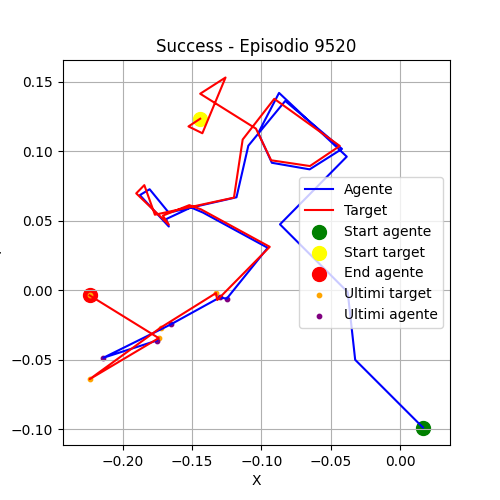 Success - Episodio 9520
0.15
0.10
0.05
0.00
−0.05
−0.10
Agente
Target
Start agente
Start target
End agente
Ultimi target
Ultimi agente
−0.20 −0.15 −0.10 −0.05 0.00
X